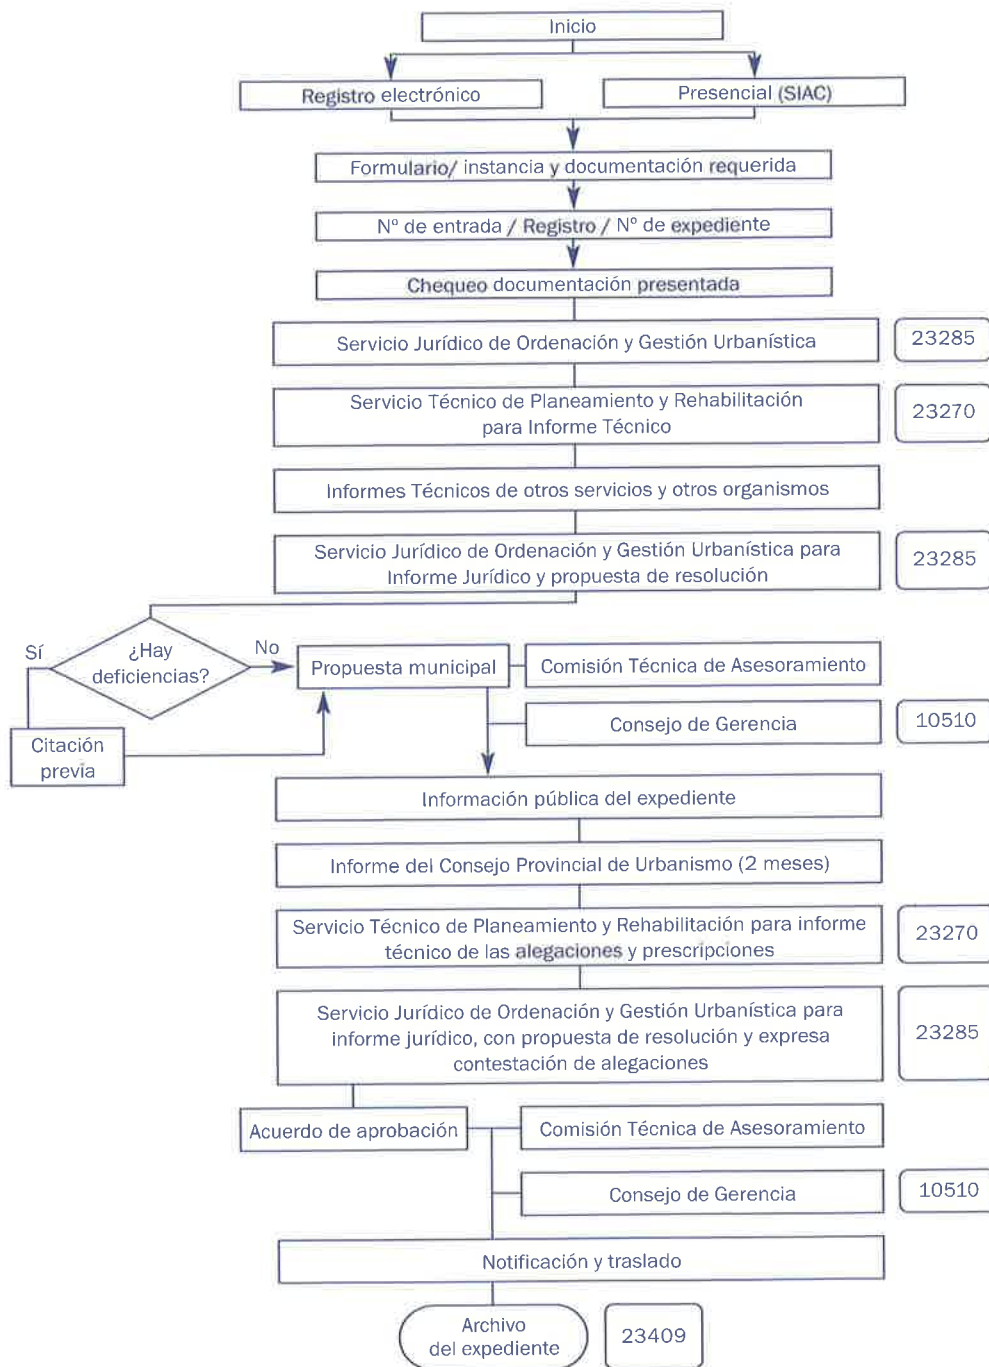 Inicio
Registro electrónico
Presencial (SIAC)
Formulario/ instancia y documentación requerida
Nº de entrada / Registro / Nº de expediente
Chequeo documentación presentada
Servicio Jurídico de Ordenación y Gestión Urbanística
23285
Servicio Técnico de Planeamiento y Rehabilitación
para Informe Técnico
23270
Informes Técnicos de otros servicios y otros organismos
Servicio Jurídico de Ordenación y Gestión Urbanística para
Informe Jurídico y propuesta de resolución
23285
Sí
¿Hay
deficiencias?
No
Propuesta municipal
Comisión Técnica de Asesoramiento
Consejo de Gerencia
10510
Citación
previa
Información pública del expediente
Informe del Consejo Provincial de Urbanismo (2 meses)
Servicio Técnico de Planeamiento y Rehabilitación para informe
técnico de las alegaciones y prescripciones
23270
Servicio Jurídico de Ordenación y Gestión Urbanística para
informe jurídico, con propuesta de resolución y expresa
contestación de alegaciones
23285
Acuerdo de aprobación
Comisión Técnica de Asesoramiento
Consejo de Gerencia
10510
Notificación y traslado
Archivo
del expediente
23409